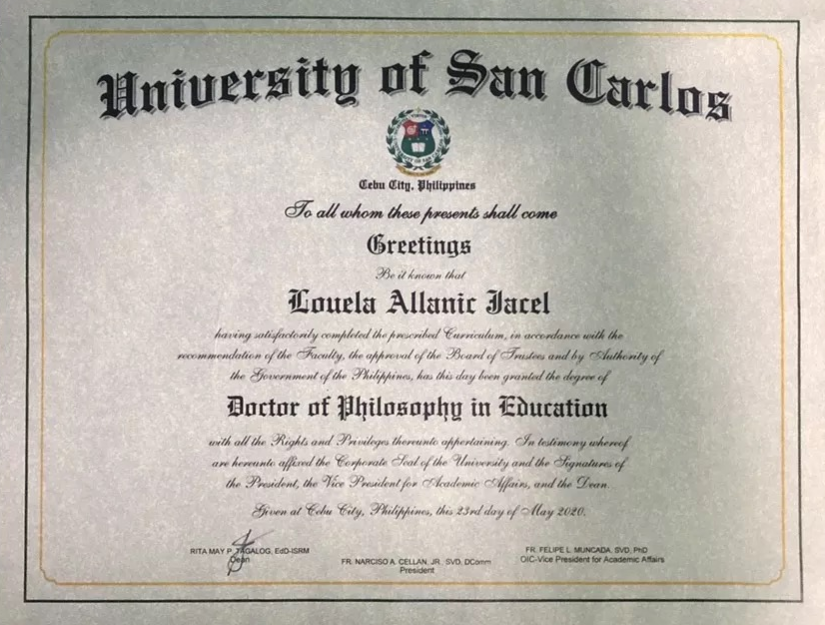 University of San Carlos
Cebu City, Philippines
To all whom these presents shall come
Greetings
Be it known that
Louela Allanic Jacel
having satisfactorily completed the prescribed Curriculum, in accordance with the
recommendation of the Faculty, the approval of the Board of Trustees and by Authority of
the Government of the Philippines, has this day been granted the degree of
Doctor of Philosophy in Education
with all the Rights and Privileges thereunto appertaining. In testimony whereof
are hereunto affixed the Corporate Seal of the University and the Signatures of
the President, the Vice President for Academic Affairs, and the Dean.
Given at Cebu City, Philippines, this 23rd day of May 2020.
RITA MAY P. TAGALOG, EdD-ISRM
Dean
FR. NARCISO A. CELLAN, JR. SVD, DComm
President
FR. FELIPE L. MUNCADA, SVD, PhD
OIC-Vice President for Academic Affairs